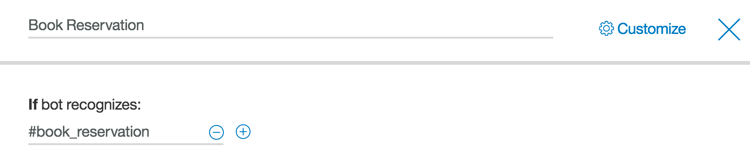 Book Reservation
Customize
If bot recognizes:
#book_reservation